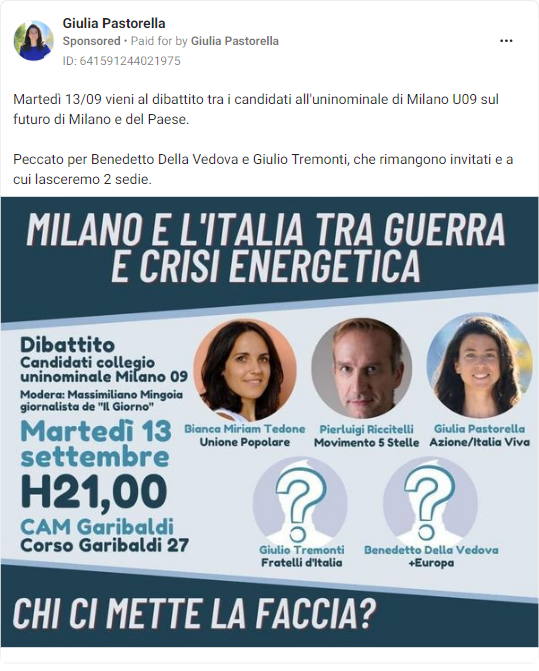 Giulia Pastorella
Sponsored • Paid for by Giulia Pastorella
ID: 641591244021975
Martedì 13/09 vieni al dibattito tra i candidati all'uninominale di Milano U09 sul
futuro di Milano e del Paese.
Peccato per Benedetto Della Vedova e Giulio Tremonti, che rimangono invitati e a
cui lasceremo 2 sedie.
MILANO E L'ITALIA TRA GUERRA
E CRISI ENERGETICA
Dibattito
Candidati collegio
uninominale Milano 09
Modera: Massimiliano Mingoia
giornalista de "Il Giorno"
Martedì 13
settembre
H21,00
CAM Garibaldi
Corso Garibaldi 27
Bianca Miriam Tedone
Unione Popolare
Pierluigi Riccitelli
Movimento 5 Stelle
Giulia Pastorella
Azione/Italia Viva
?
Giulio Tremonti
Fratelli d'Italia
?
Benedetto Della Vedova
+Europa
CHI CI METTE LA FACCIA?